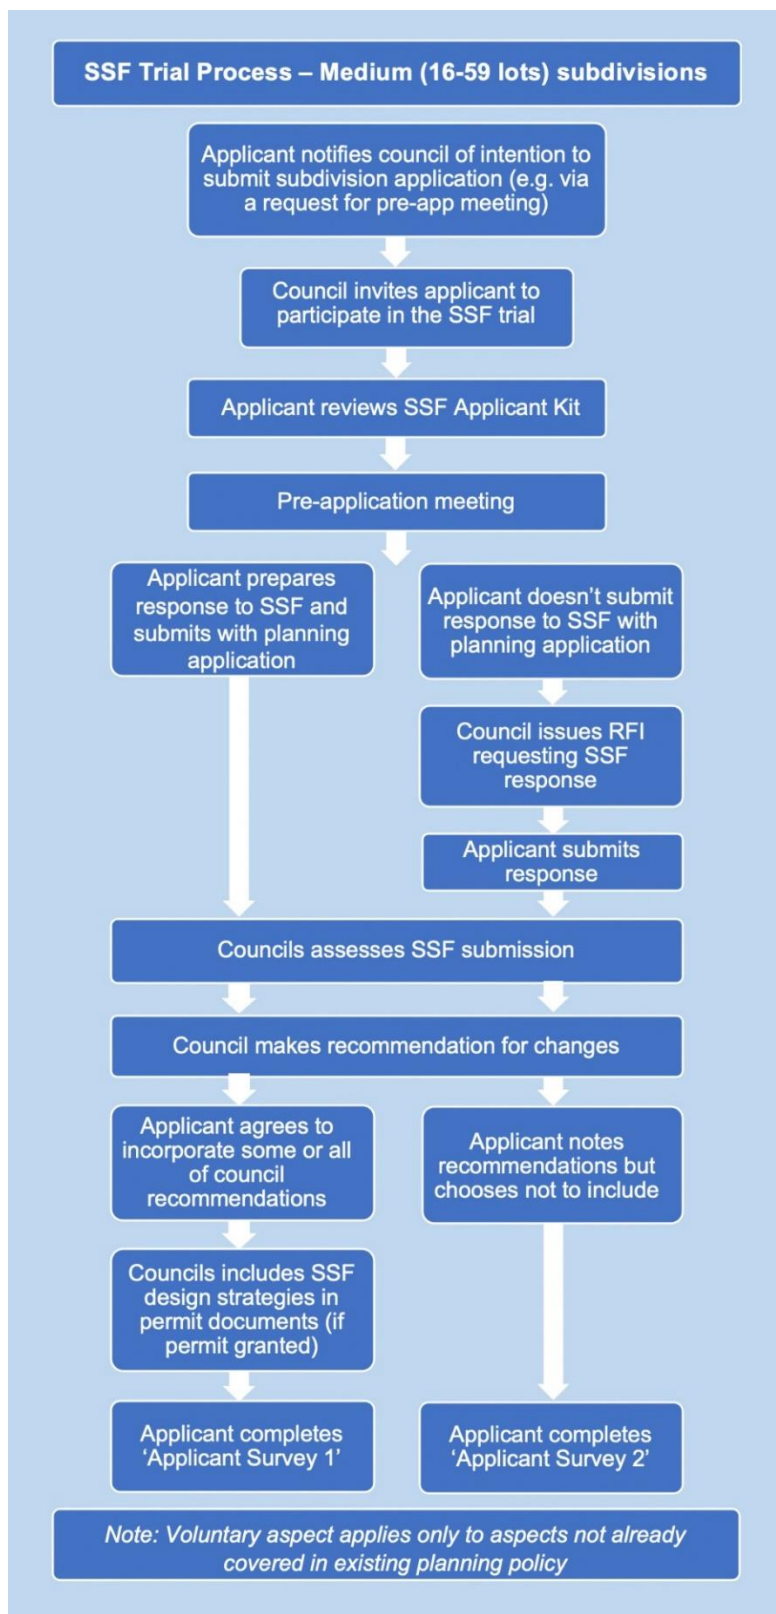 SSF Trial Process – Medium (16-59 lots) subdivisions
Applicant notifies council of intention to
submit subdivision application (e.g. via
a request for pre-app meeting)
Council invites applicant to
participate in the SSF trial
Applicant reviews SSF Applicant Kit
Pre-application meeting
Applicant prepares
response to SSF and
submits with planning
application
Applicant doesn’t submit
response to SSF with
planning application
Council issues RFI
requesting SSF
response
Applicant submits
response
Councils assesses SSF submission
Council makes recommendation for changes
Applicant agrees to
incorporate some or all
of council
recommendations
Applicant notes
recommendations but
chooses not to include
Councils includes SSF
design strategies in
permit documents (if
permit granted)
Applicant completes
‘Applicant Survey 1’
Applicant completes
‘Applicant Survey 2’
Note: Voluntary aspect applies only to aspects not already
covered in existing planning policy